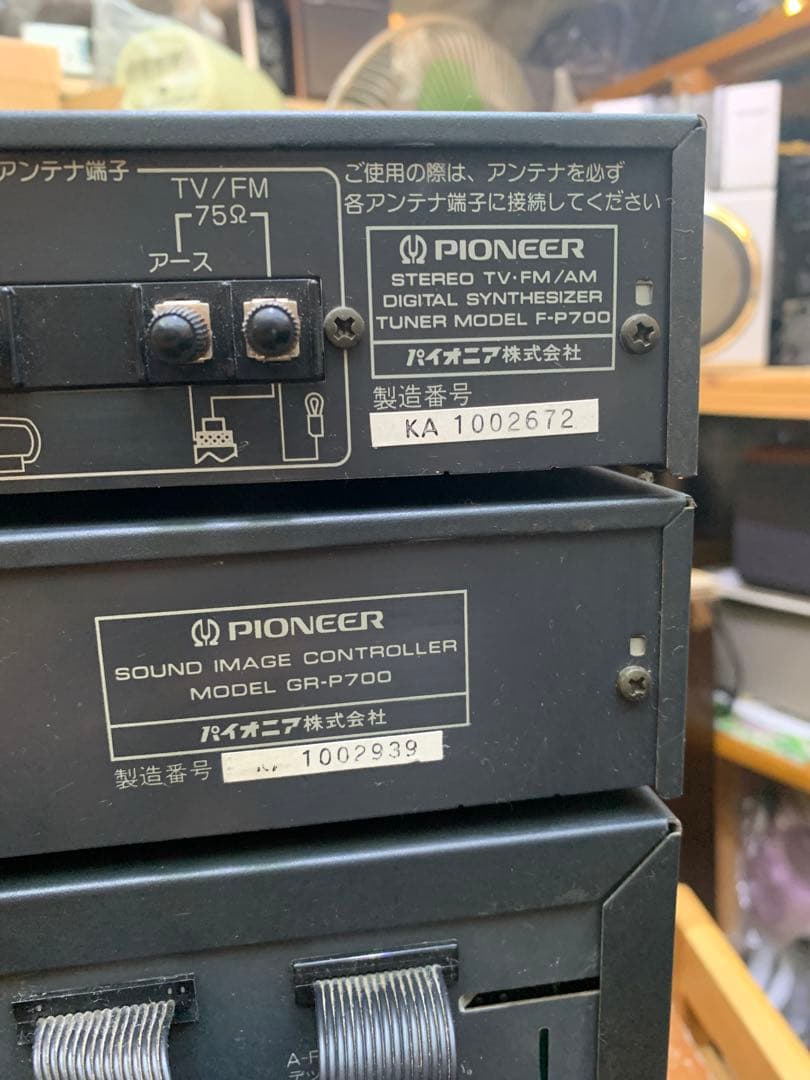 アンテナ端子
TV/FM
75Ω
アース
ご使用の際は、アンテナを必ず
各アンテナ端子に接続してください
PIONEER
STEREO TV·FM/AM
DIGITAL SYNTHESIZER
TUNER MODEL F-P700
パイオニア株式会社
製造番号
KA 1002672
PIONEER
SOUND IMAGE CONTROLLER
MODEL GR-P700
パイオニア株式会社
製造番号
1002939